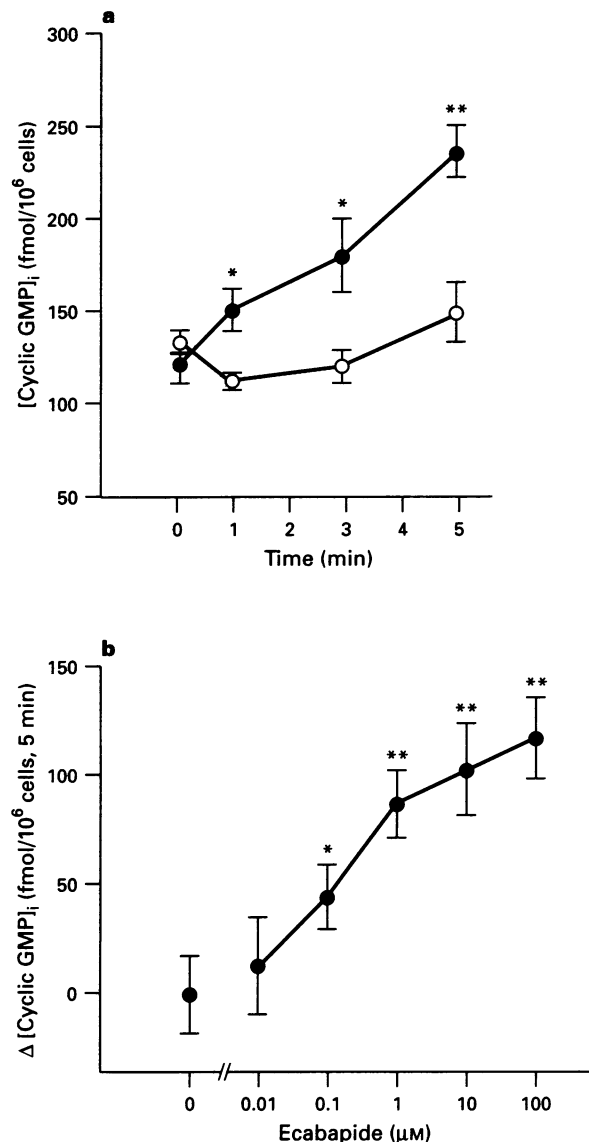 a
300
250
200
150
100
50
[Cyclic GMP]i (fmol/10⁶ cells)
*
*
**
0 1 2 3 4 5
Time (min)
b
150
100
50
0
Δ [Cyclic GMP]i (fmol/10⁶ cells, 5 min)
*
**
**
**
0 0.01 0.1 1 10 100
Ecabapide (μM)